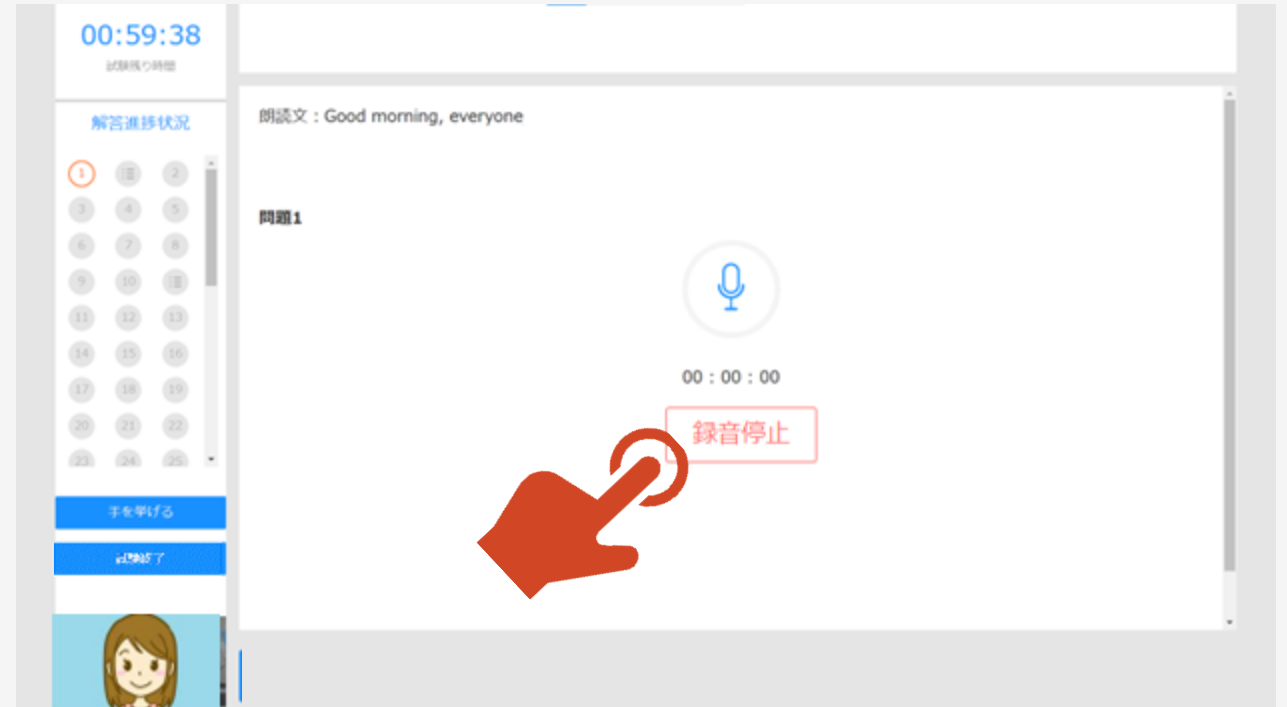 00:59:38
試験残り時間
解答進捗状況
1 2
3 4 5
6 7 8
9 10
11 12 13
14 15 16
17 18 19
20 21 22
23 24 25
手を挙げる
試験終了
朗読文：Good morning, everyone
問題1
00 : 00 : 00
録音停止